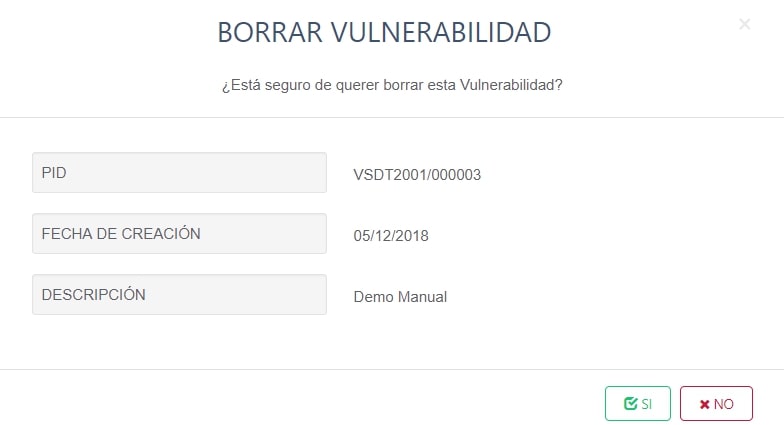 BORRAR VULNERABILIDAD
¿Está seguro de querer borrar esta Vulnerabilidad?
PID VSDT2001/000003
FECHA DE CREACIÓN 05/12/2018
DESCRIPCIÓN Demo Manual
SI NO